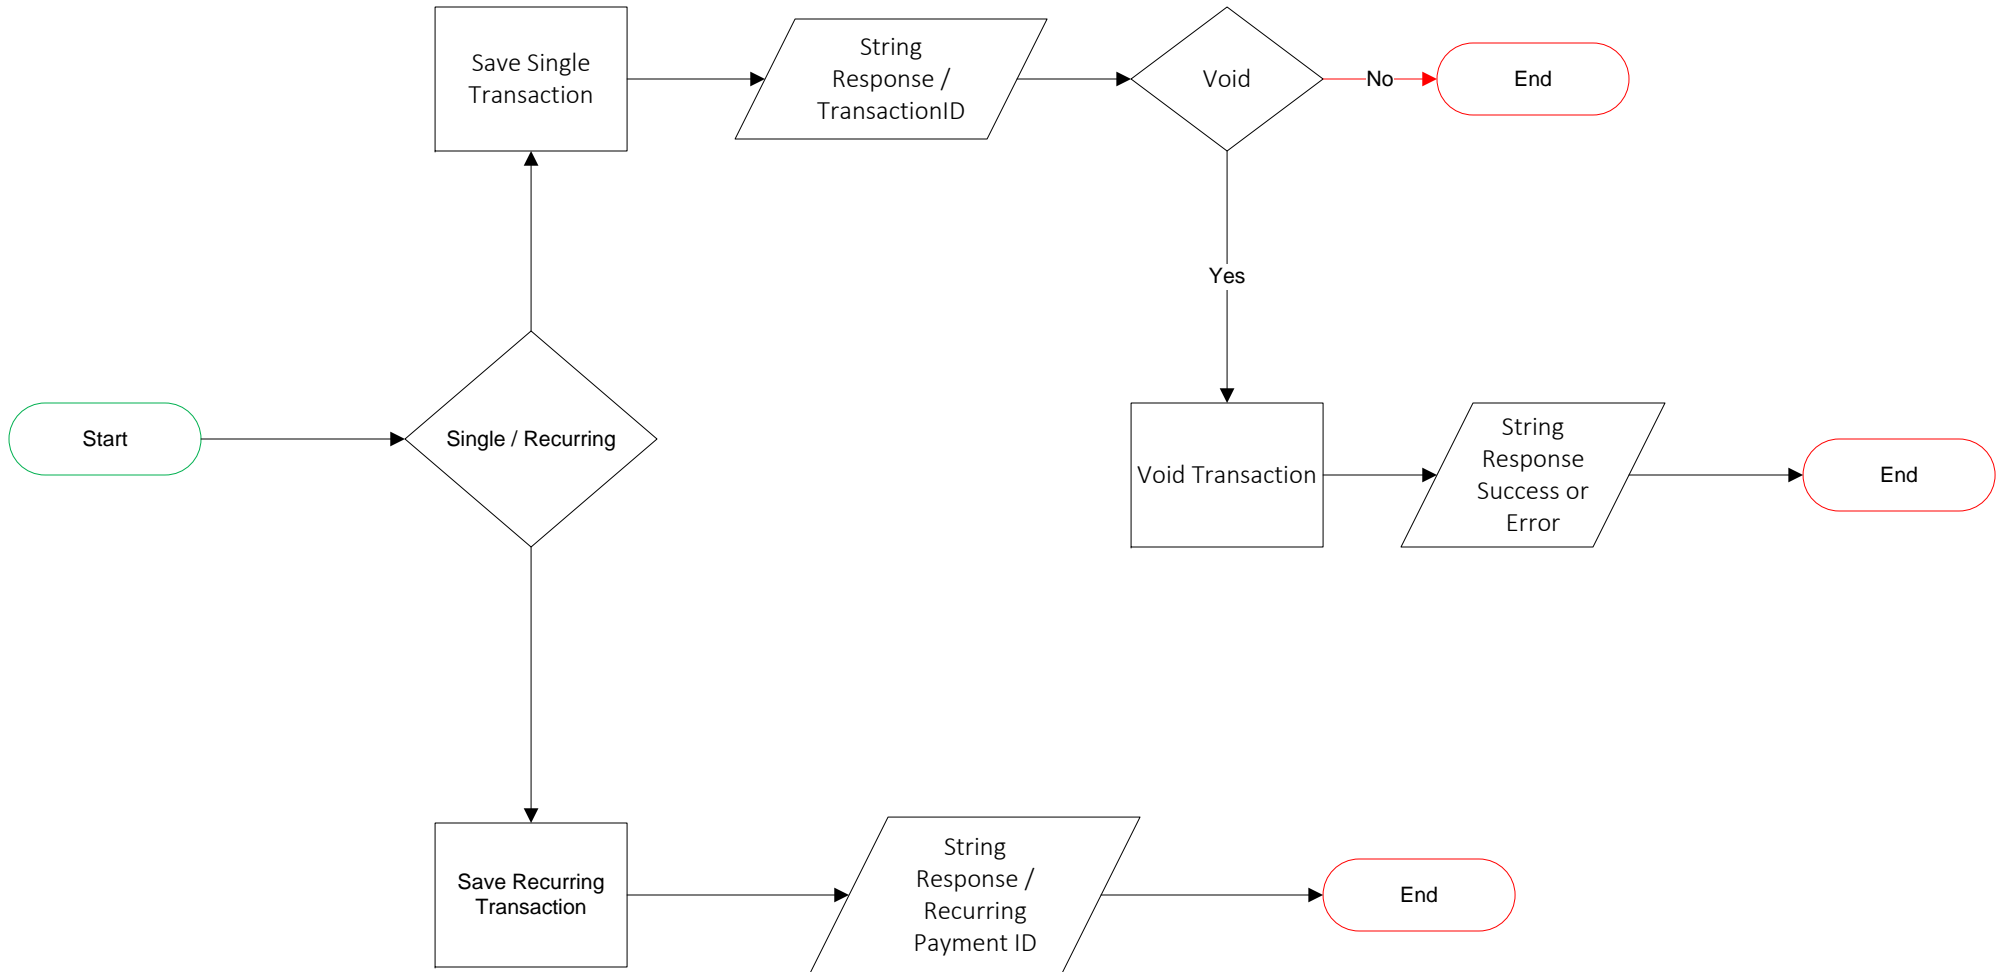 Save Single
Transaction
String
Response /
TransactionID
Void
No
End
Yes
Start
Single / Recurring
Void Transaction
String
Response
Success or
Error
End
Save Recurring
Transaction
String
Response /
Recurring
Payment ID
End